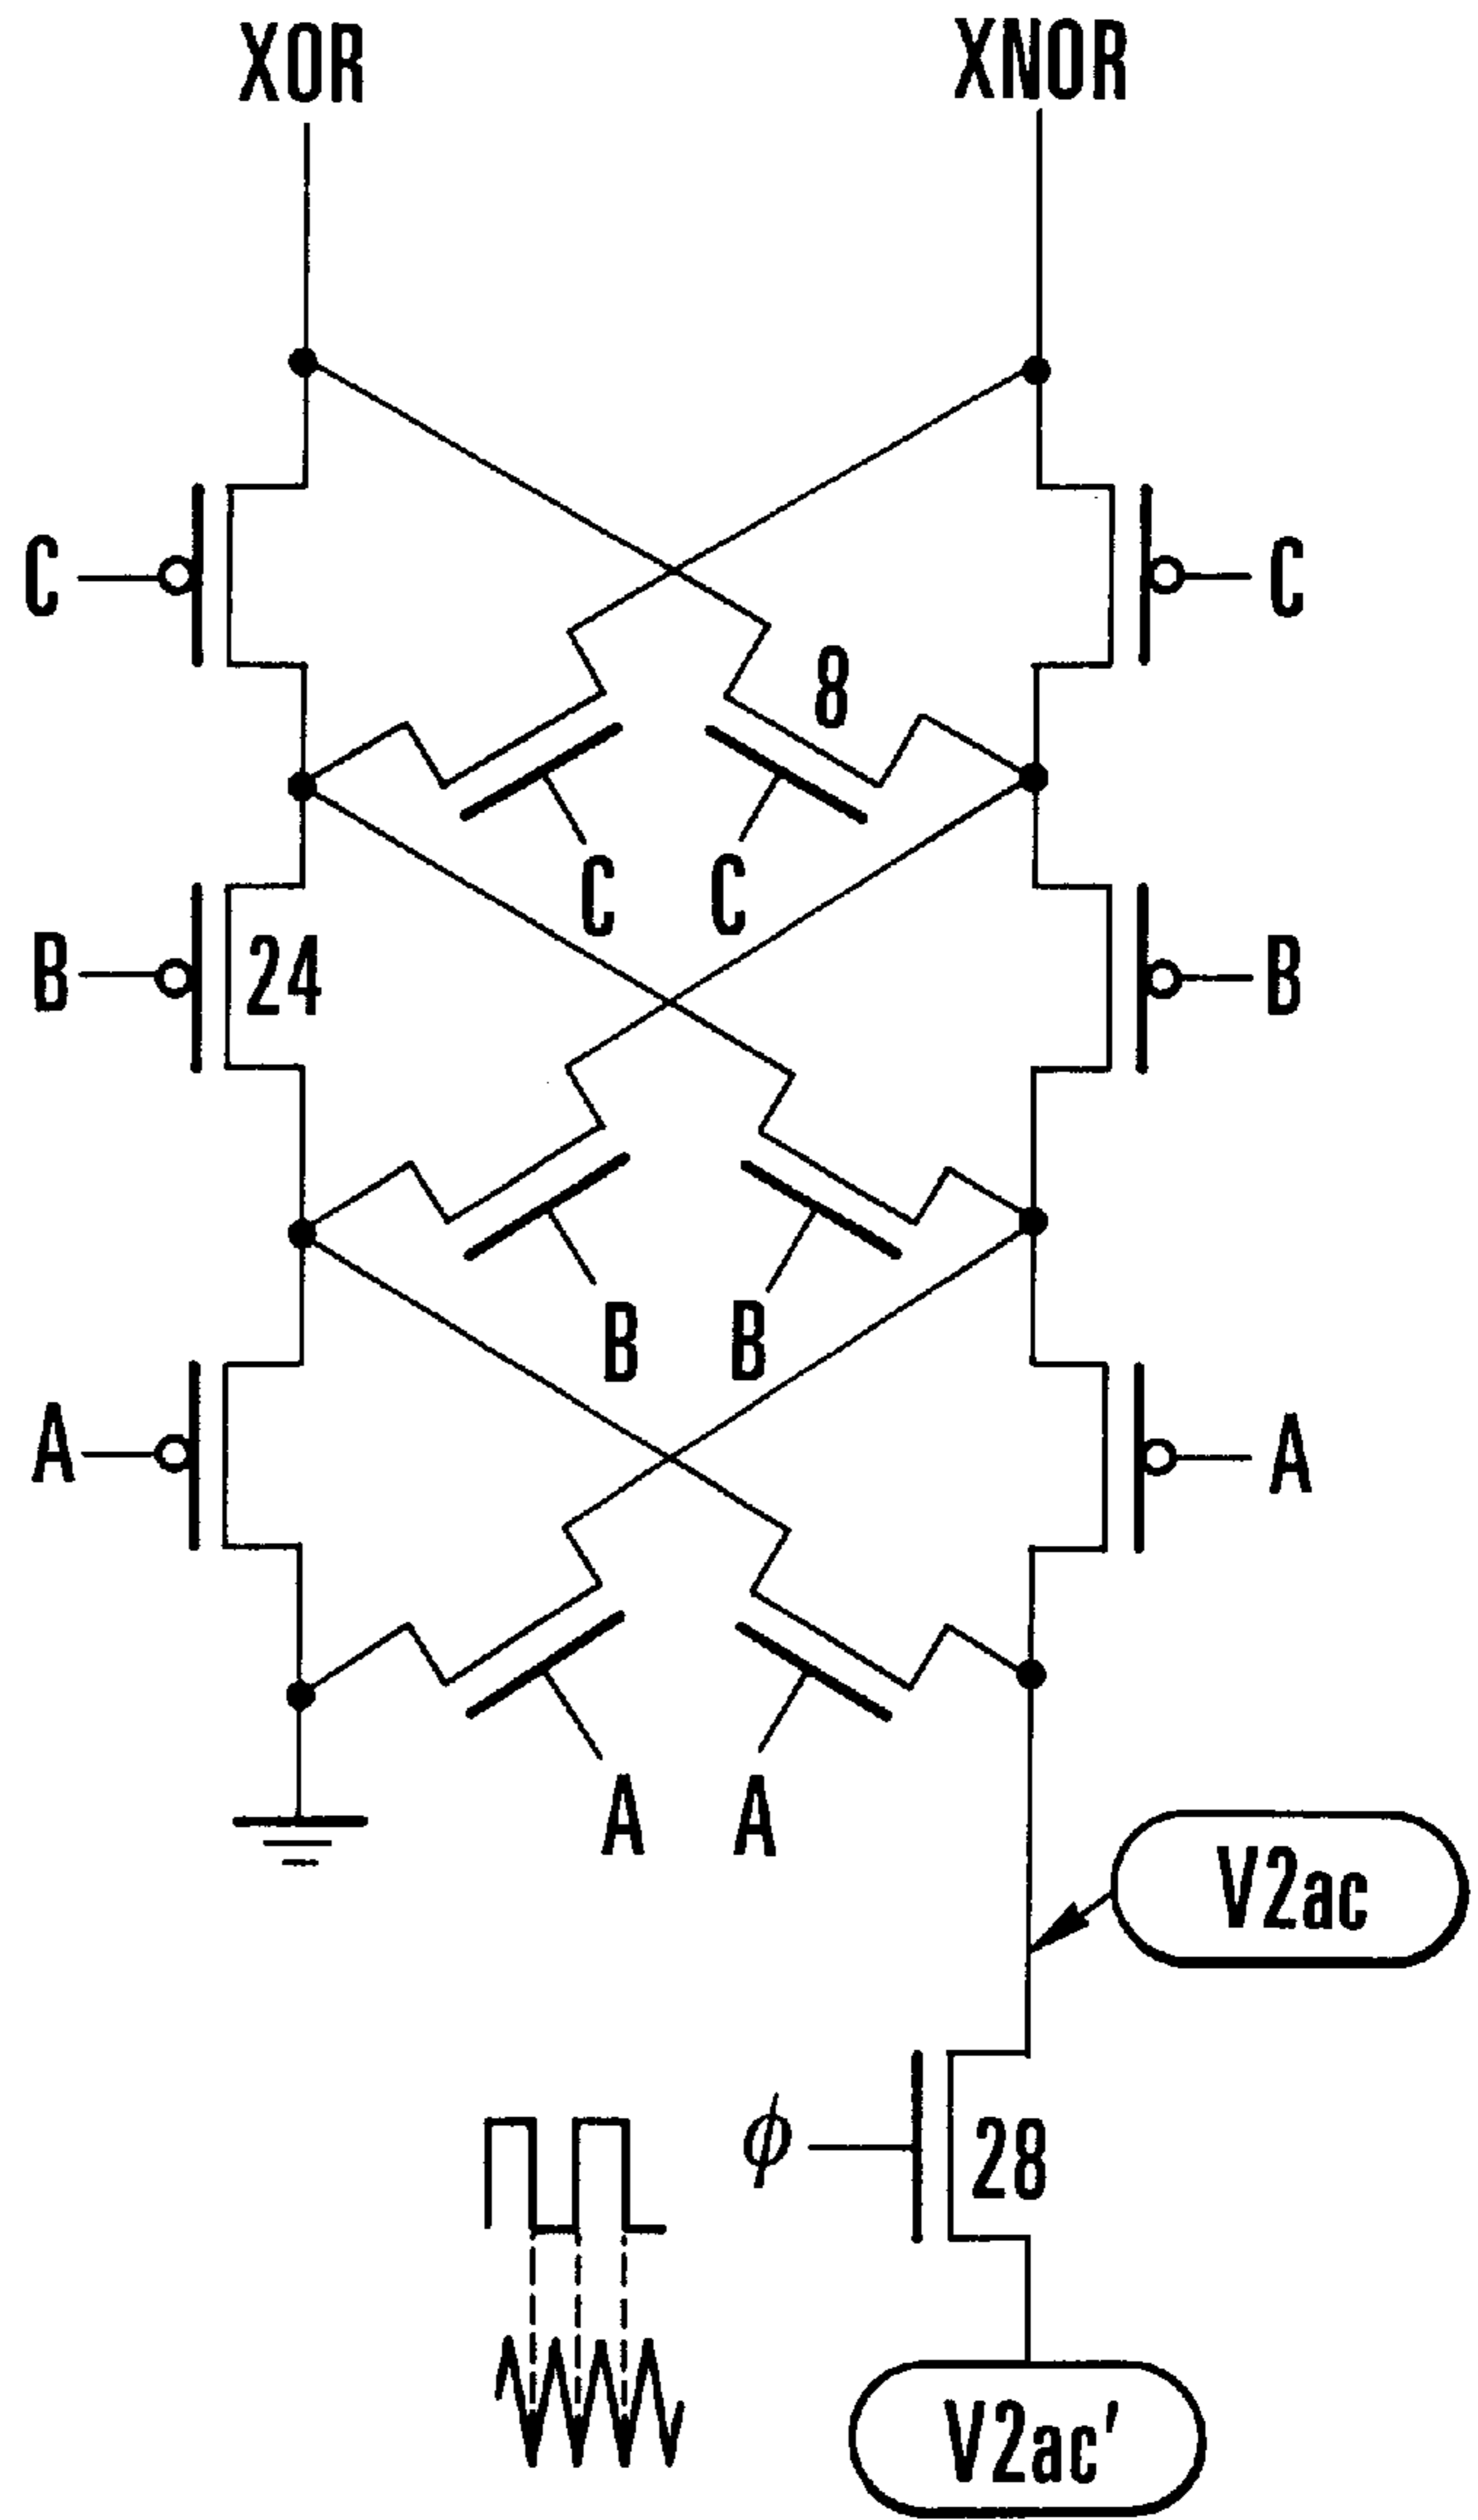 XOR XNOR
C 8 C
C C
B 24 B
B B
A A
A A
V2ac
ϕ 28
V2ac'